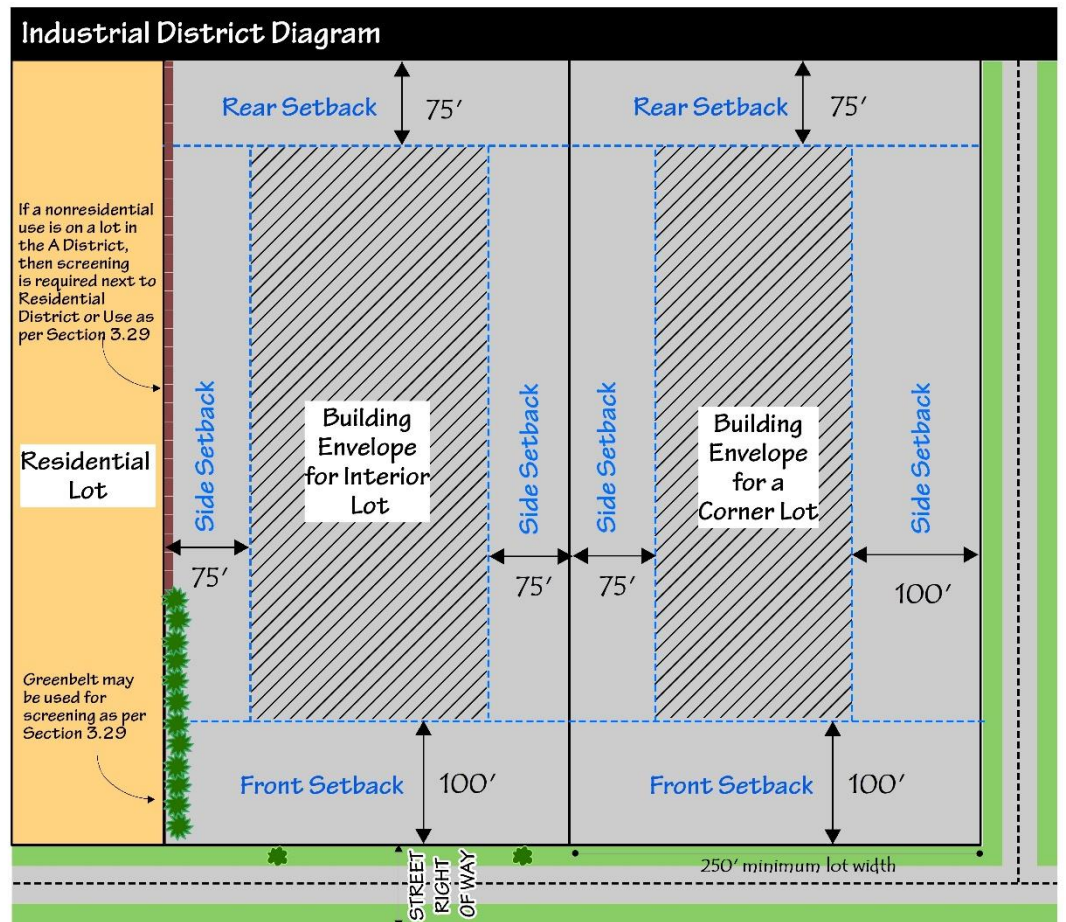 Industrial District Diagram
Rear Setback
75'
Rear Setback
75'
If a nonresidential
use is on a lot in
the A District,
then screening
is required next to
Residential
District or Use as
per Section 3.29
Residential
Lot
Side Setback
75'
Building
Envelope
for Interior
Lot
Side Setback
75'
Side Setback
75'
Building
Envelope
for a
Corner Lot
Side Setback
100'
Greenbelt may
be used for
screening as per
Section 3.29
Front Setback
100'
Front Setback
100'
STREET
RIGHT
OF WAY
250' minimum lot width